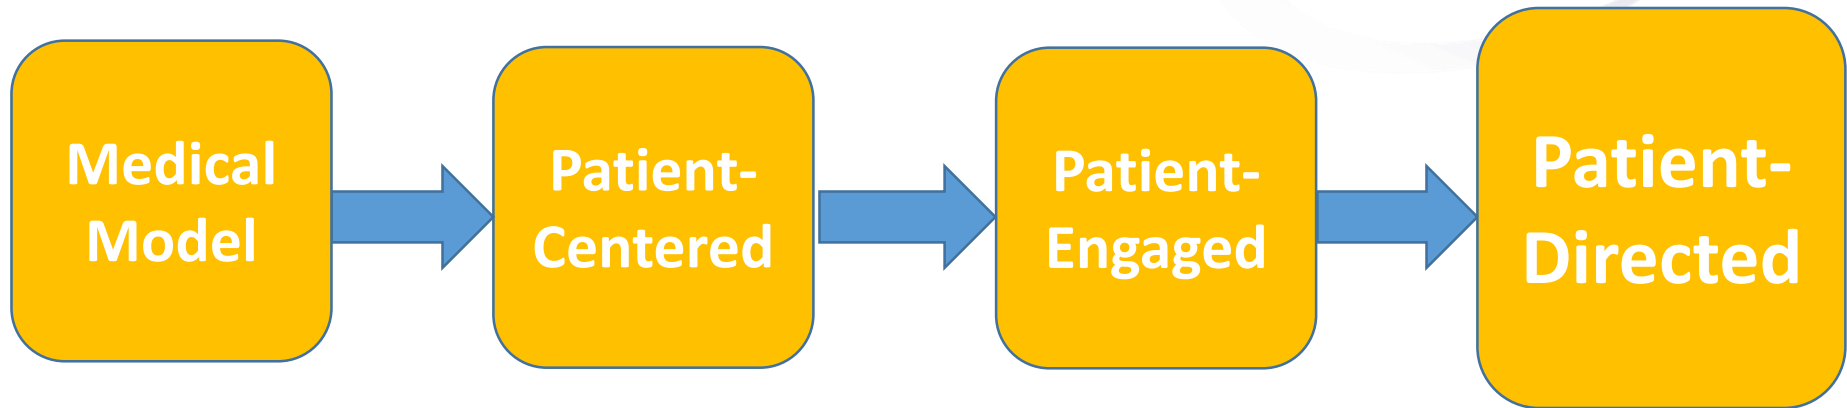 Medical
Model
Patient-
Centered
Patient-
Engaged
Patient-
Directed